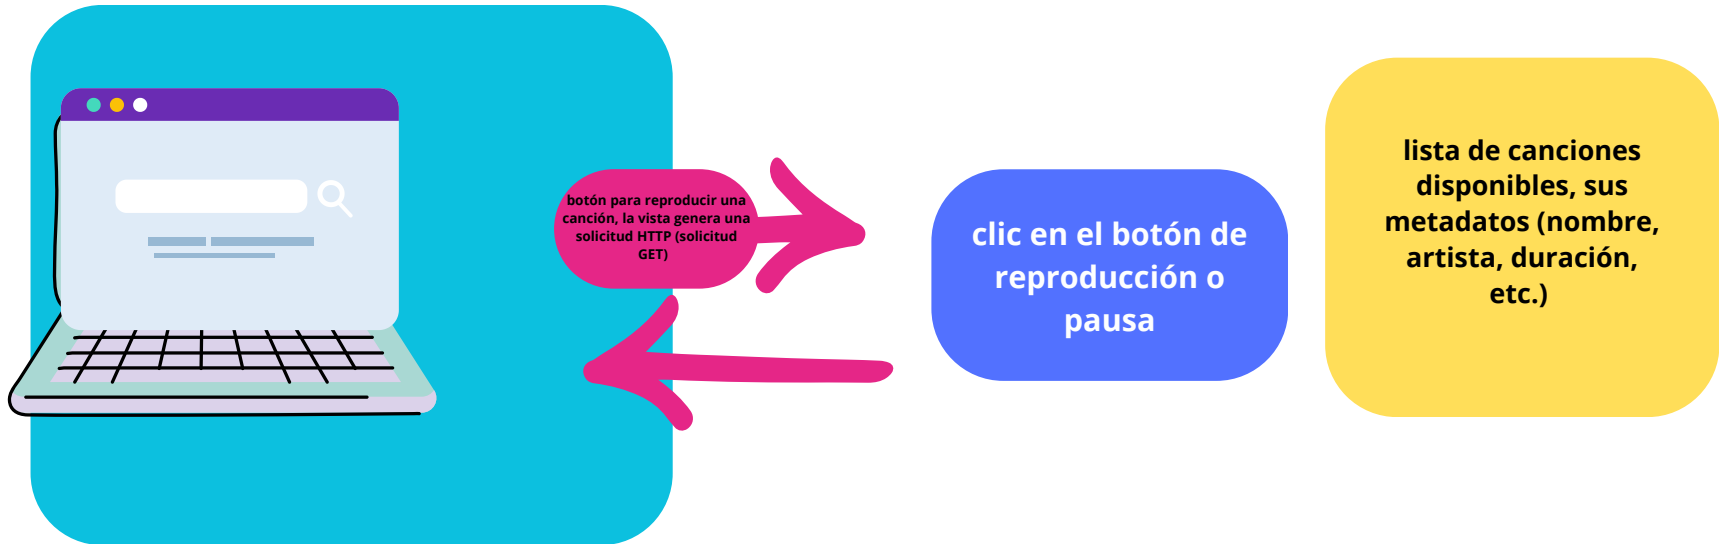 botón para reproducir una
canción, la vista genera una
solicitud HTTP (solicitud
GET)
clic en el botón de
reproducción o
pausa
lista de canciones
disponibles, sus
metadatos (nombre,
artista, duración,
etc.)